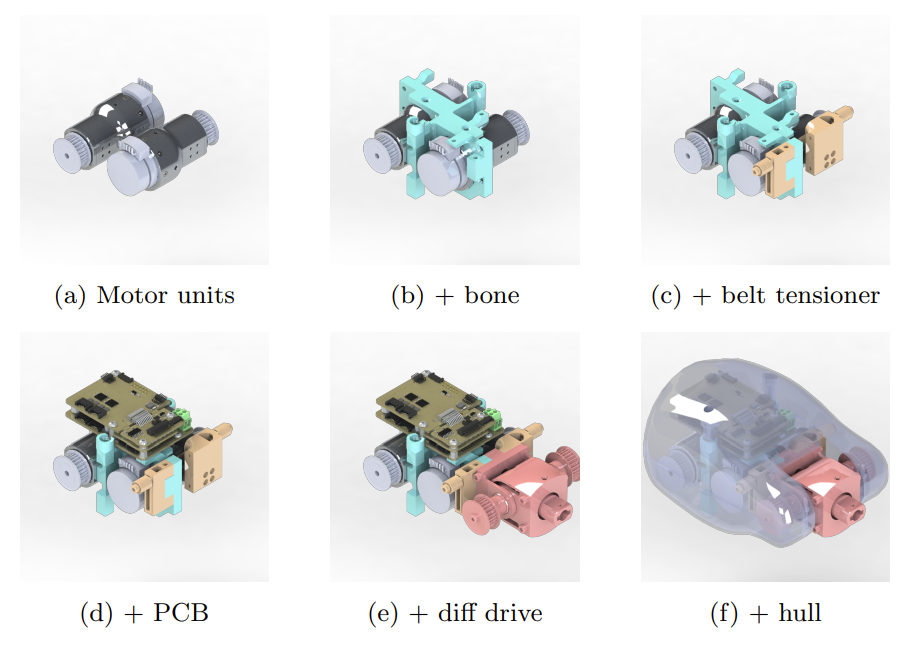 (a) Motor units
(b) + bone
(c) + belt tensioner
(d) + PCB
(e) + diff drive
(f) + hull